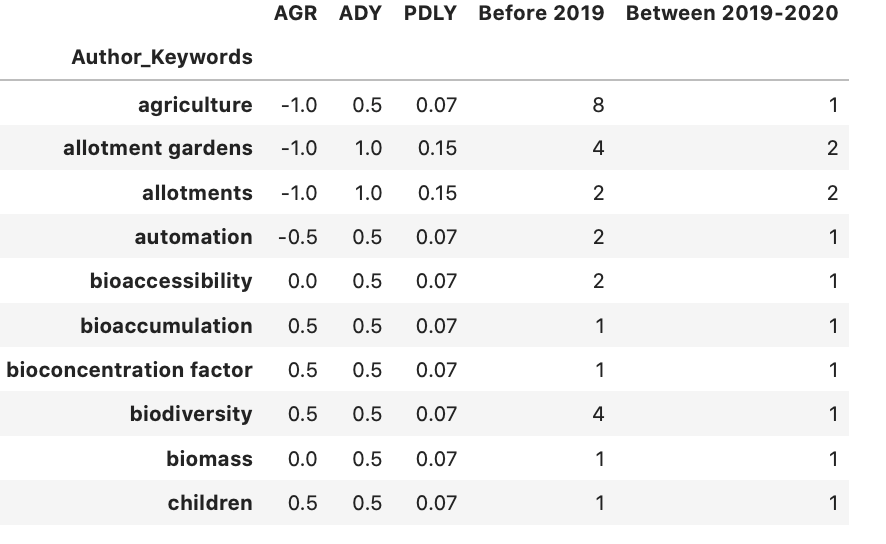 AGR ADY PDLY Before 2019 Between 2019-2020
Author_Keywords
agriculture -1.0 0.5 0.07 8 1
allotment gardens -1.0 1.0 0.15 4 2
allotments -1.0 1.0 0.15 2 2
automation -0.5 0.5 0.07 2 1
bioaccessibility 0.0 0.5 0.07 2 1
bioaccumulation 0.5 0.5 0.07 1 1
bioconcentration factor 0.5 0.5 0.07 1 1
biodiversity 0.5 0.5 0.07 4 1
biomass 0.0 0.5 0.07 1 1
children 0.5 0.5 0.07 1 1